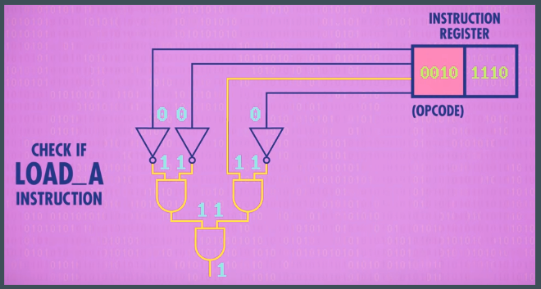 INSTRUCTION
REGISTER
0010 1110
(OPCODE)
0 0 0
CHECK IF
LOAD_A
INSTRUCTION
1 1 1 1
1 1
1